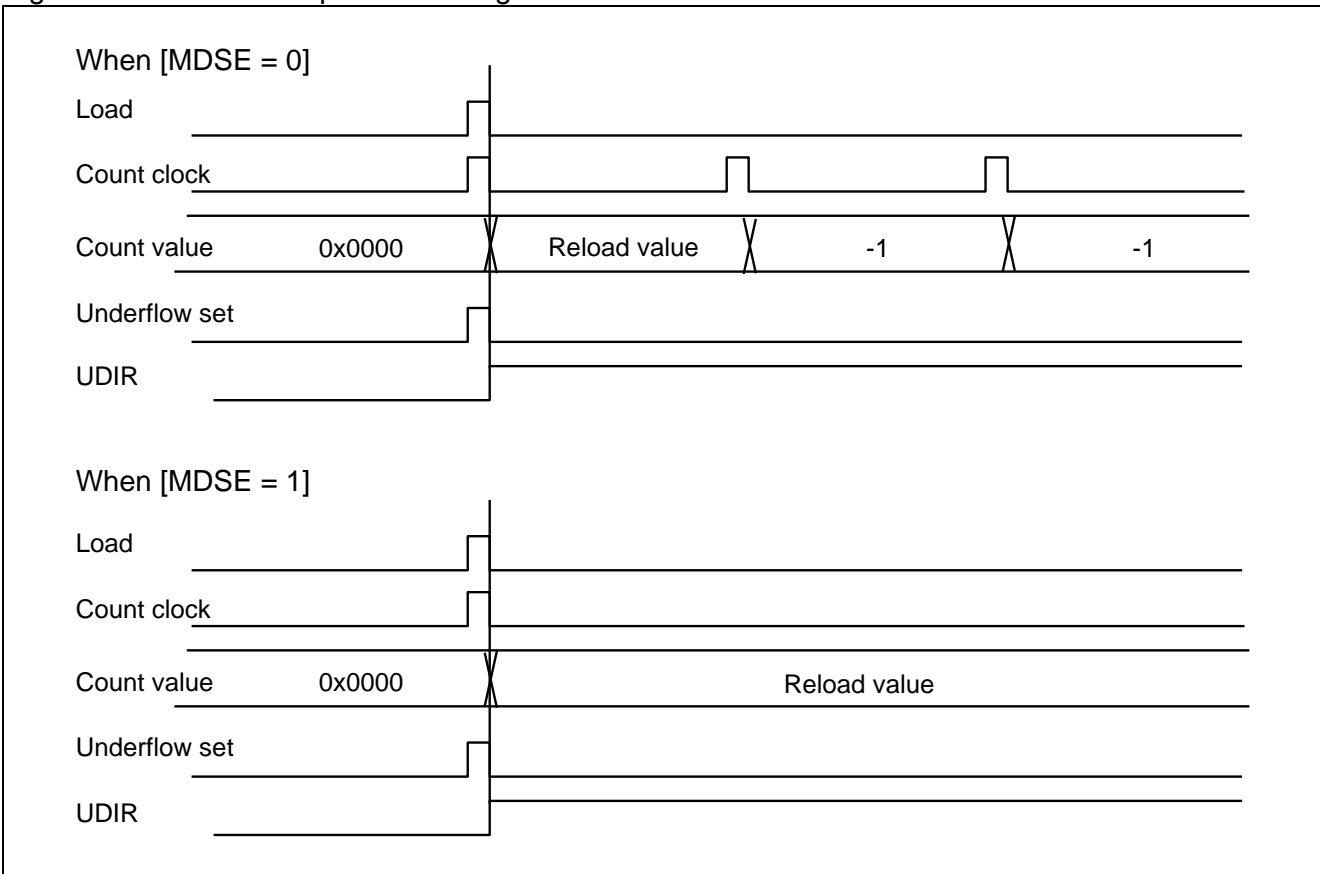 When [MDSE = 0]
Load
Count clock
Count value 0x0000 Reload value -1 -1
Underflow set
UDIR
When [MDSE = 1]
Load
Count clock
Count value 0x0000 Reload value
Underflow set
UDIR